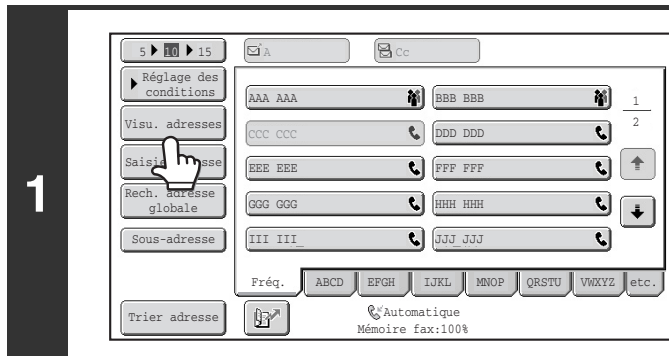 1
5 10 15
A
Cc
Réglage des
conditions
Visu. adresses
Rech. adresse
globale
Sous-adresse
Trier adresse
AAA AAA
BBB BBB
CCC CCC
DDD DDD
EEE EEE
FFF FFF
GGG GGG
HHH HHH
III III
JJJ JJJ
1
2
Fréq.
ABCD
EFGH
IJKL
MNOP
QRSTU
VWXYZ
etc.
Automatique
Mémoire fax:100%